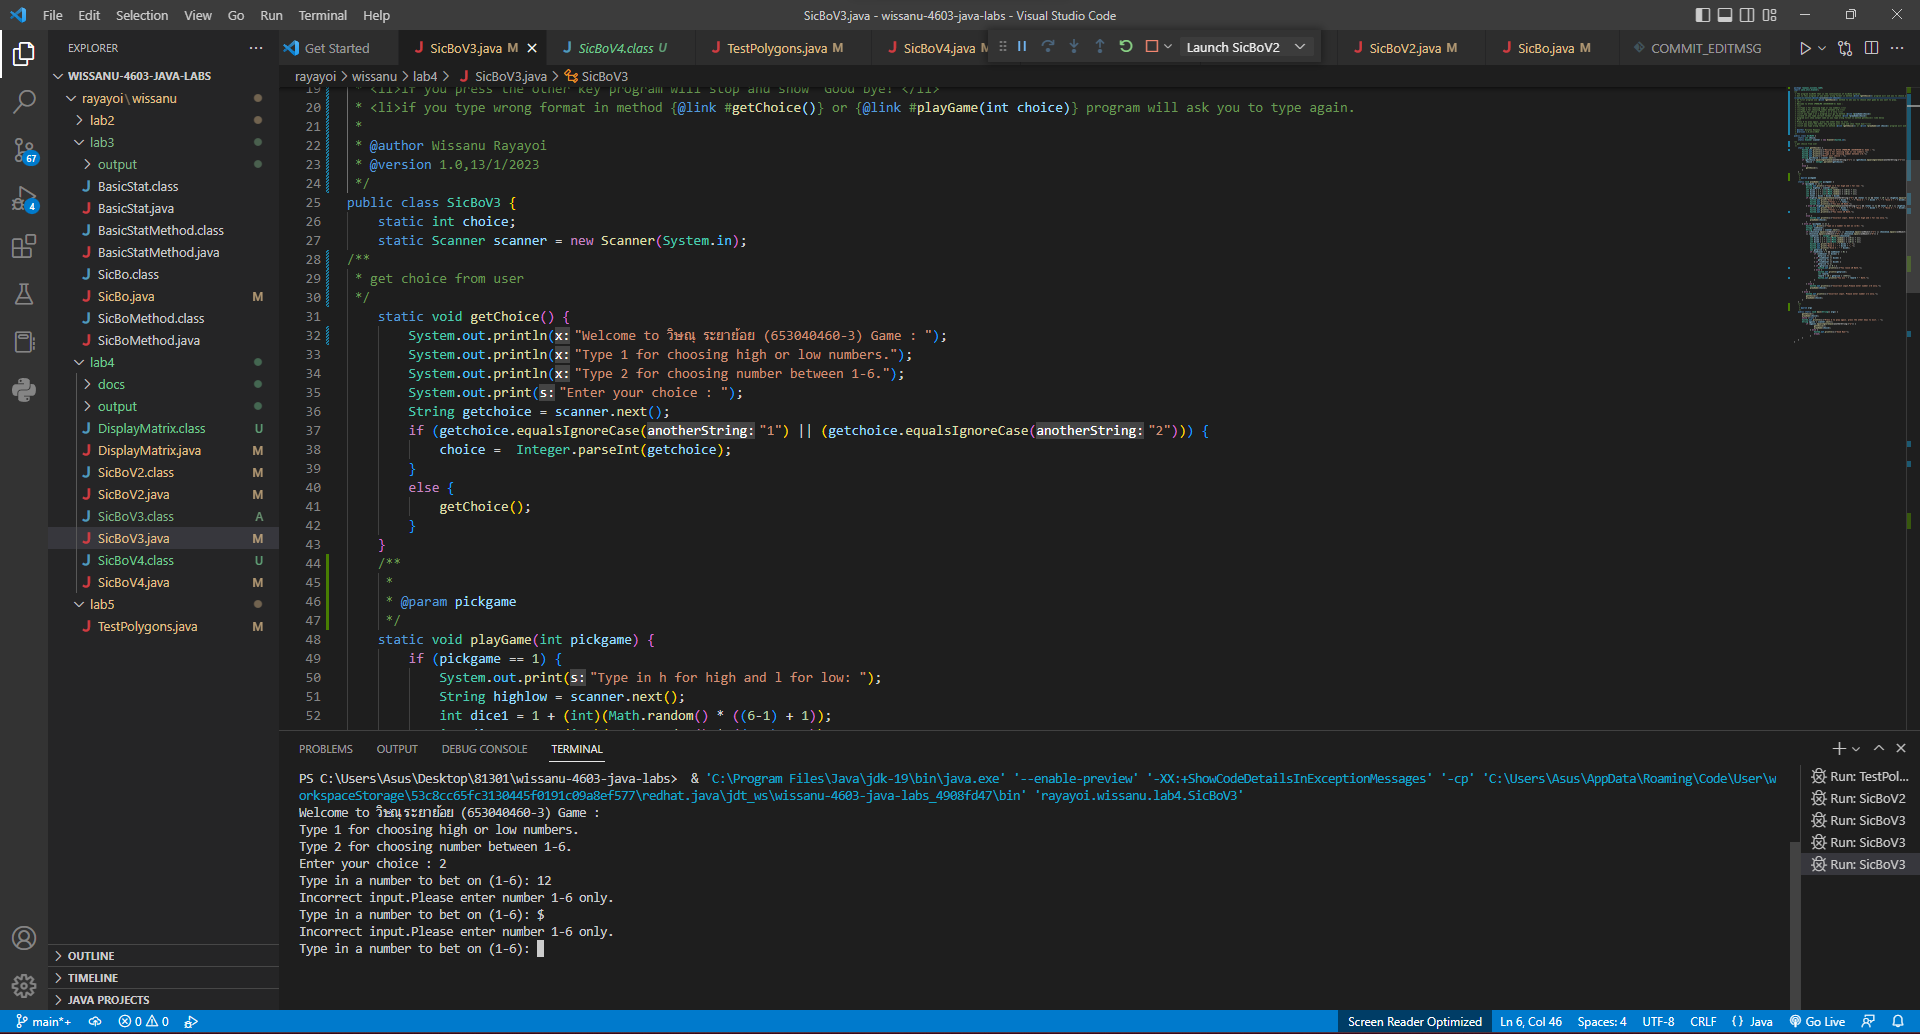 File Edit Selection View Go Run Terminal Help
SicBoV3.java - wissanu-4603-java-labs - Visual Studio Code
EXPLORER
WISSANU-4603-JAVA-LABS
rayayoi\wissanu
lab2
lab3
output
BasicStat.class
BasicStat.java
BasicStatMethod.class
BasicStatMethod.java
SicBo.class
SicBo.java M
SicBoMethod.class
SicBoMethod.java
lab4
docs
output
DisplayMatrix.class U
DisplayMatrix.java M
SicBoV2.class M
SicBoV2.java M
SicBoV3.class A
SicBoV3.java M
SicBoV4.class U
SicBoV4.java M
lab5
TestPolygons.java M
OUTLINE
TIMELINE
JAVA PROJECTS
67
4
Get Started SicBoV3.java M SicBoV4.class U TestPolygons.java M SicBoV4.java M Launch SicBoV2 SicBoV2.java M SicBo.java M COMMIT_EDITMSG
rayayoi > wissanu > lab4 > SicBoV3.java > SicBoV3
19 * <li>if you press the other key program will stop and show "Good bye!"</li>
20 * <li>if you type wrong format in method {@link #getChoice()} or {@link #playGame(int choice)} program will ask you to type again.
21 *
22 * @author Wissanu Rayayoi
23 * @version 1.0,13/1/2023
24 */
25 public class SicBoV3 {
26 static int choice;
27 static Scanner scanner = new Scanner(System.in);
28 /**
29 * get choice from user
30 */
31 static void getChoice() {
32 System.out.println(x: "Welcome to วิษณุ ระยาย้อย (653040460-3) Game : ");
33 System.out.println(x: "Type 1 for choosing high or low numbers.");
34 System.out.println(x: "Type 2 for choosing number between 1-6.");
35 System.out.print(s: "Enter your choice : ");
36 String getchoice = scanner.next();
37 if (getchoice.equalsIgnoreCase(anotherString: "1") || (getchoice.equalsIgnoreCase(anotherString: "2"))) {
38 choice =  Integer.parseInt(getchoice);
39 }
40 else {
41 getChoice();
42 }
43 }
44 /**
45 *
46 * @param pickgame
47 */
48 static void playGame(int pickgame) {
49 if (pickgame == 1) {
50 System.out.print(s: "Type in h for high and l for low: ");
51 String highlow = scanner.next();
52 int dice1 = 1 + (int)(Math.random() * ((6-1) + 1));
PROBLEMS OUTPUT DEBUG CONSOLE TERMINAL
PS C:\Users\Asus\Desktop\81301\wissanu-4603-java-labs>  & 'C:\Program Files\Java\jdk-19\bin\java.exe' '--enable-preview' '-XX:+ShowCodeDetailsInExceptionMessages' '-cp' 'C:\Users\Asus\AppData\Roaming\Code\User\w
orkspaceStorage\53c8cc65fc3130445f0191c09a8ef577\redhat.java\jdt_ws\wissanu-4603-java-labs_4908fd47\bin' 'rayayoi.wissanu.lab4.SicBoV3'
Welcome to วิษณุ ระยาย้อย (653040460-3) Game :
Type 1 for choosing high or low numbers.
Type 2 for choosing number between 1-6.
Enter your choice : 2
Type in a number to bet on (1-6): 12
Incorrect input.Please enter number 1-6 only.
Type in a number to bet on (1-6): $
Incorrect input.Please enter number 1-6 only.
Type in a number to bet on (1-6):
Run: TestPol...
Run: SicBoV2
Run: SicBoV3
Run: SicBoV3
Run: SicBoV3
main*+ 0 0 Screen Reader Optimized Ln 6, Col 46 Spaces: 4 UTF-8 CRLF {} Java Go Live